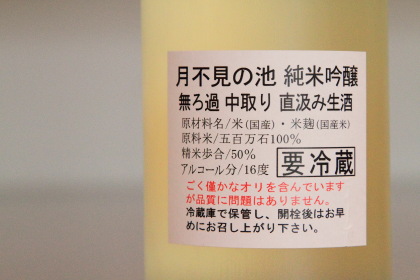 月不見の池 純米吟醸
無ろ過 中取り 直汲み生酒
原材料名/米(国産)・米麹(国産米)
原料米/五百万石100%
精米歩合/50%
アルコール分/16度
要冷蔵
ごく僅かなオリを含んでいます
が品質に問題はありません。
冷蔵庫で保管し、開栓後はお早
めにお召し上がり下さい。